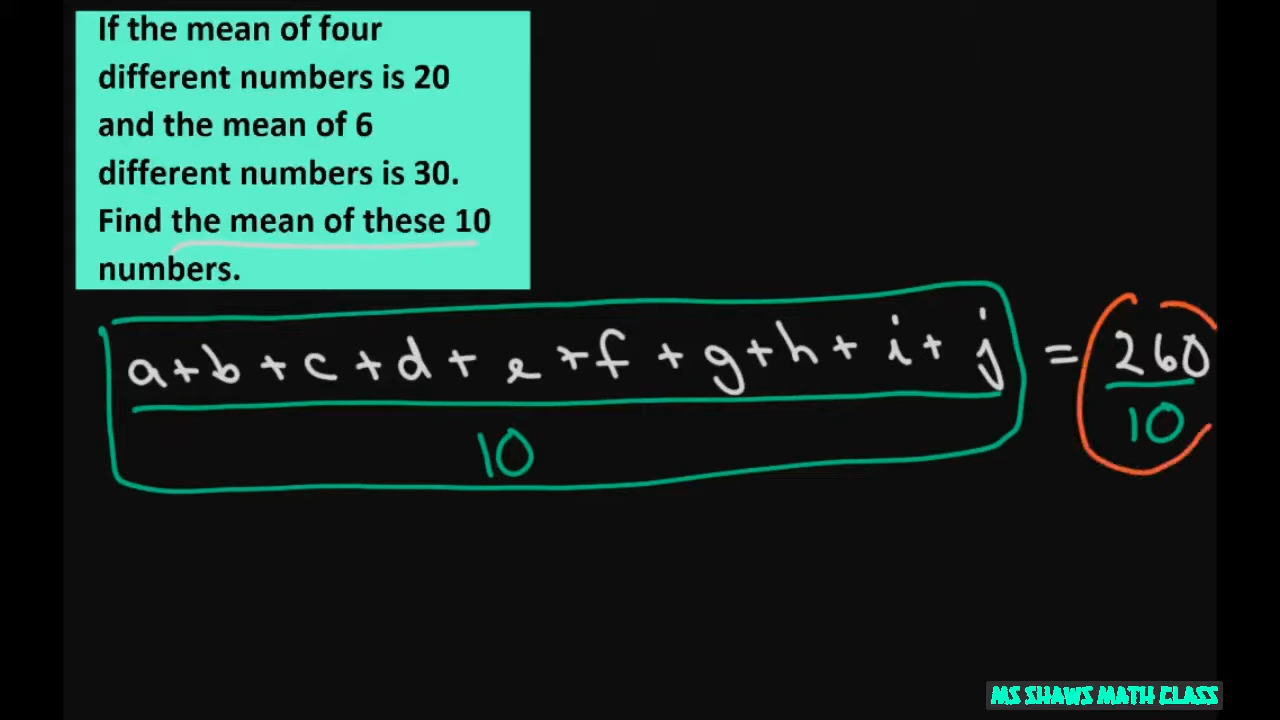 If the mean of four
different numbers is 20
and the mean of 6
different numbers is 30.
Find the mean of these 10
numbers.
a+b+c+d+e+f+g+h+i+j = 260
10 10
MS SHAWS MATH CLASS